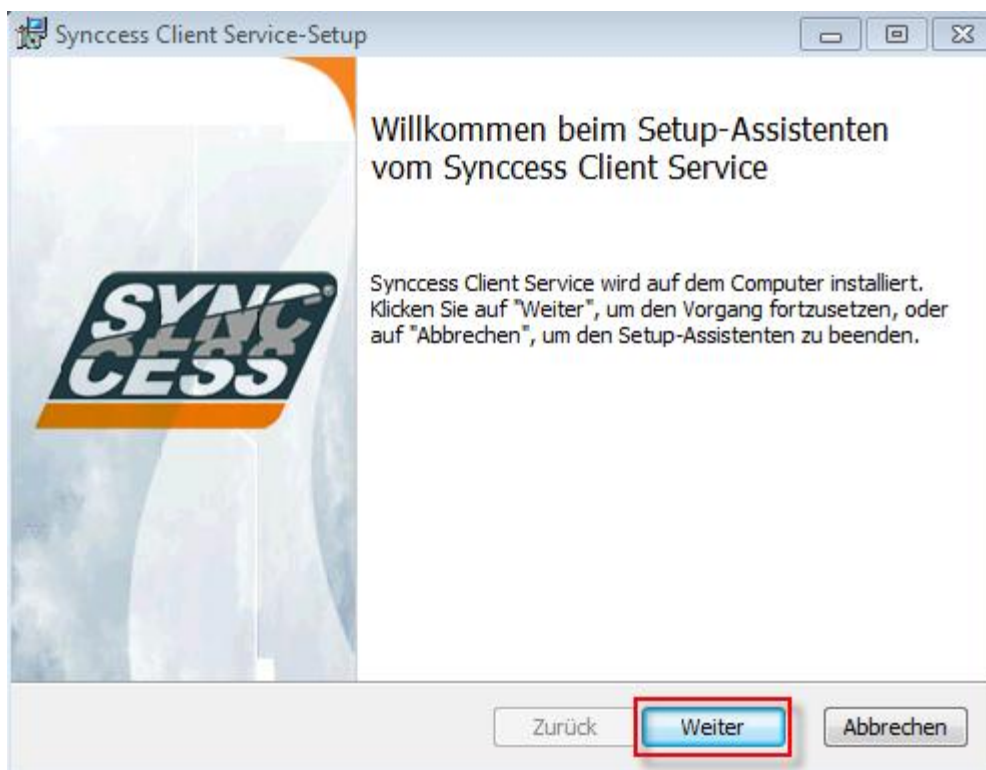 Synccess Client Service-Setup
Willkommen beim Setup-Assistenten
vom Synccess Client Service
SYNC
CESS
Synccess Client Service wird auf dem Computer installiert.
Klicken Sie auf "Weiter", um den Vorgang fortzusetzen, oder
auf "Abbrechen", um den Setup-Assistenten zu beenden.
Zurück Weiter Abbrechen